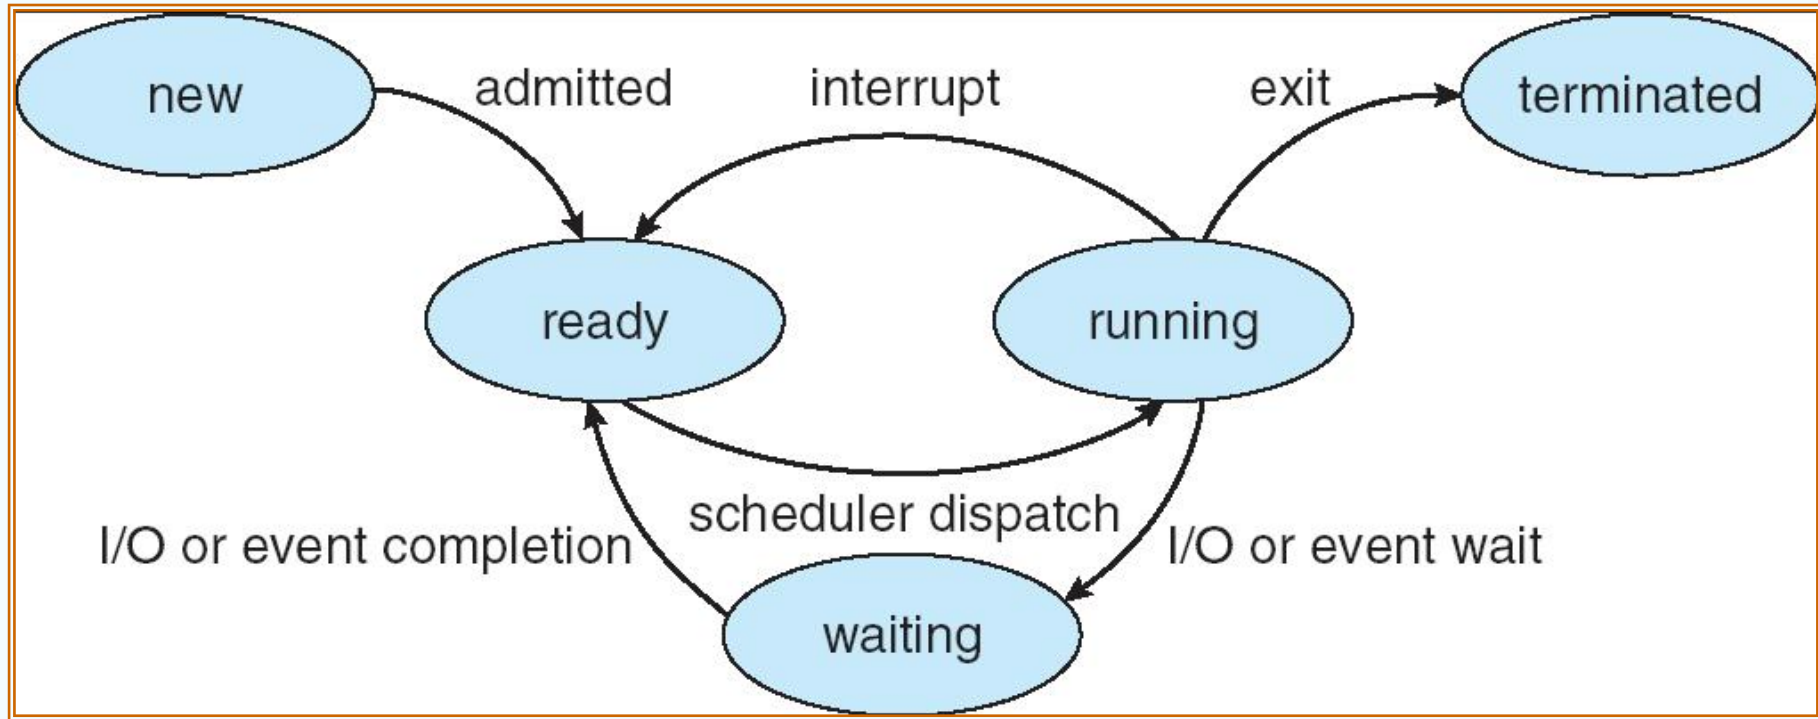 new
admitted
interrupt
exit
terminated
ready
running
scheduler dispatch
I/O or event completion
I/O or event wait
waiting